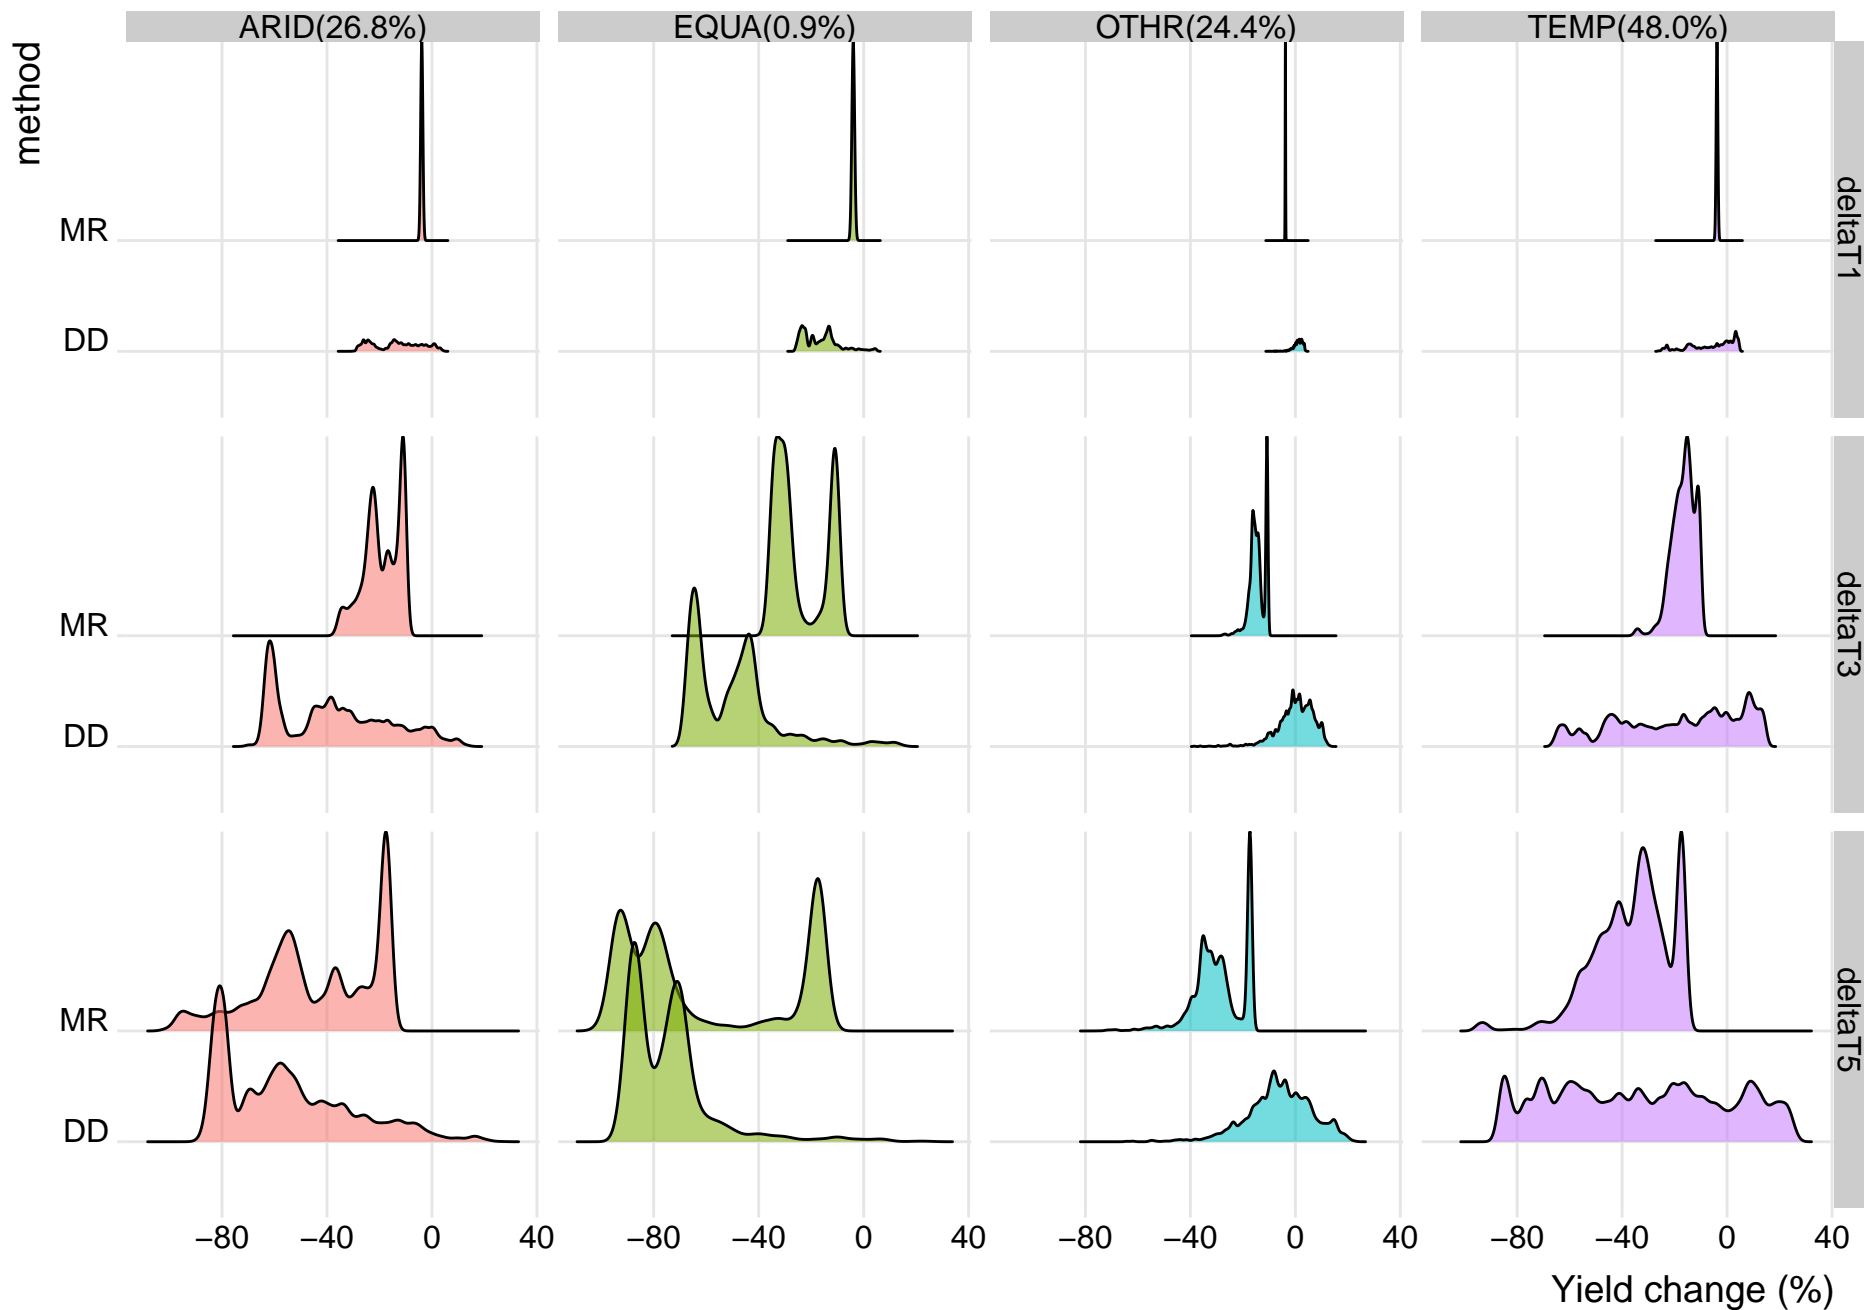 ARID(26.8%) EQUA(0.9%) OTHR(24.4%) TEMP(48.0%)
method
MR
DD
deltaT1
MR
DD
deltaT3
MR
DD
deltaT5
−80 −40 0 40 −80 −40 0 40 −80 −40 0 40 −80 −40 0 40
Yield change (%)